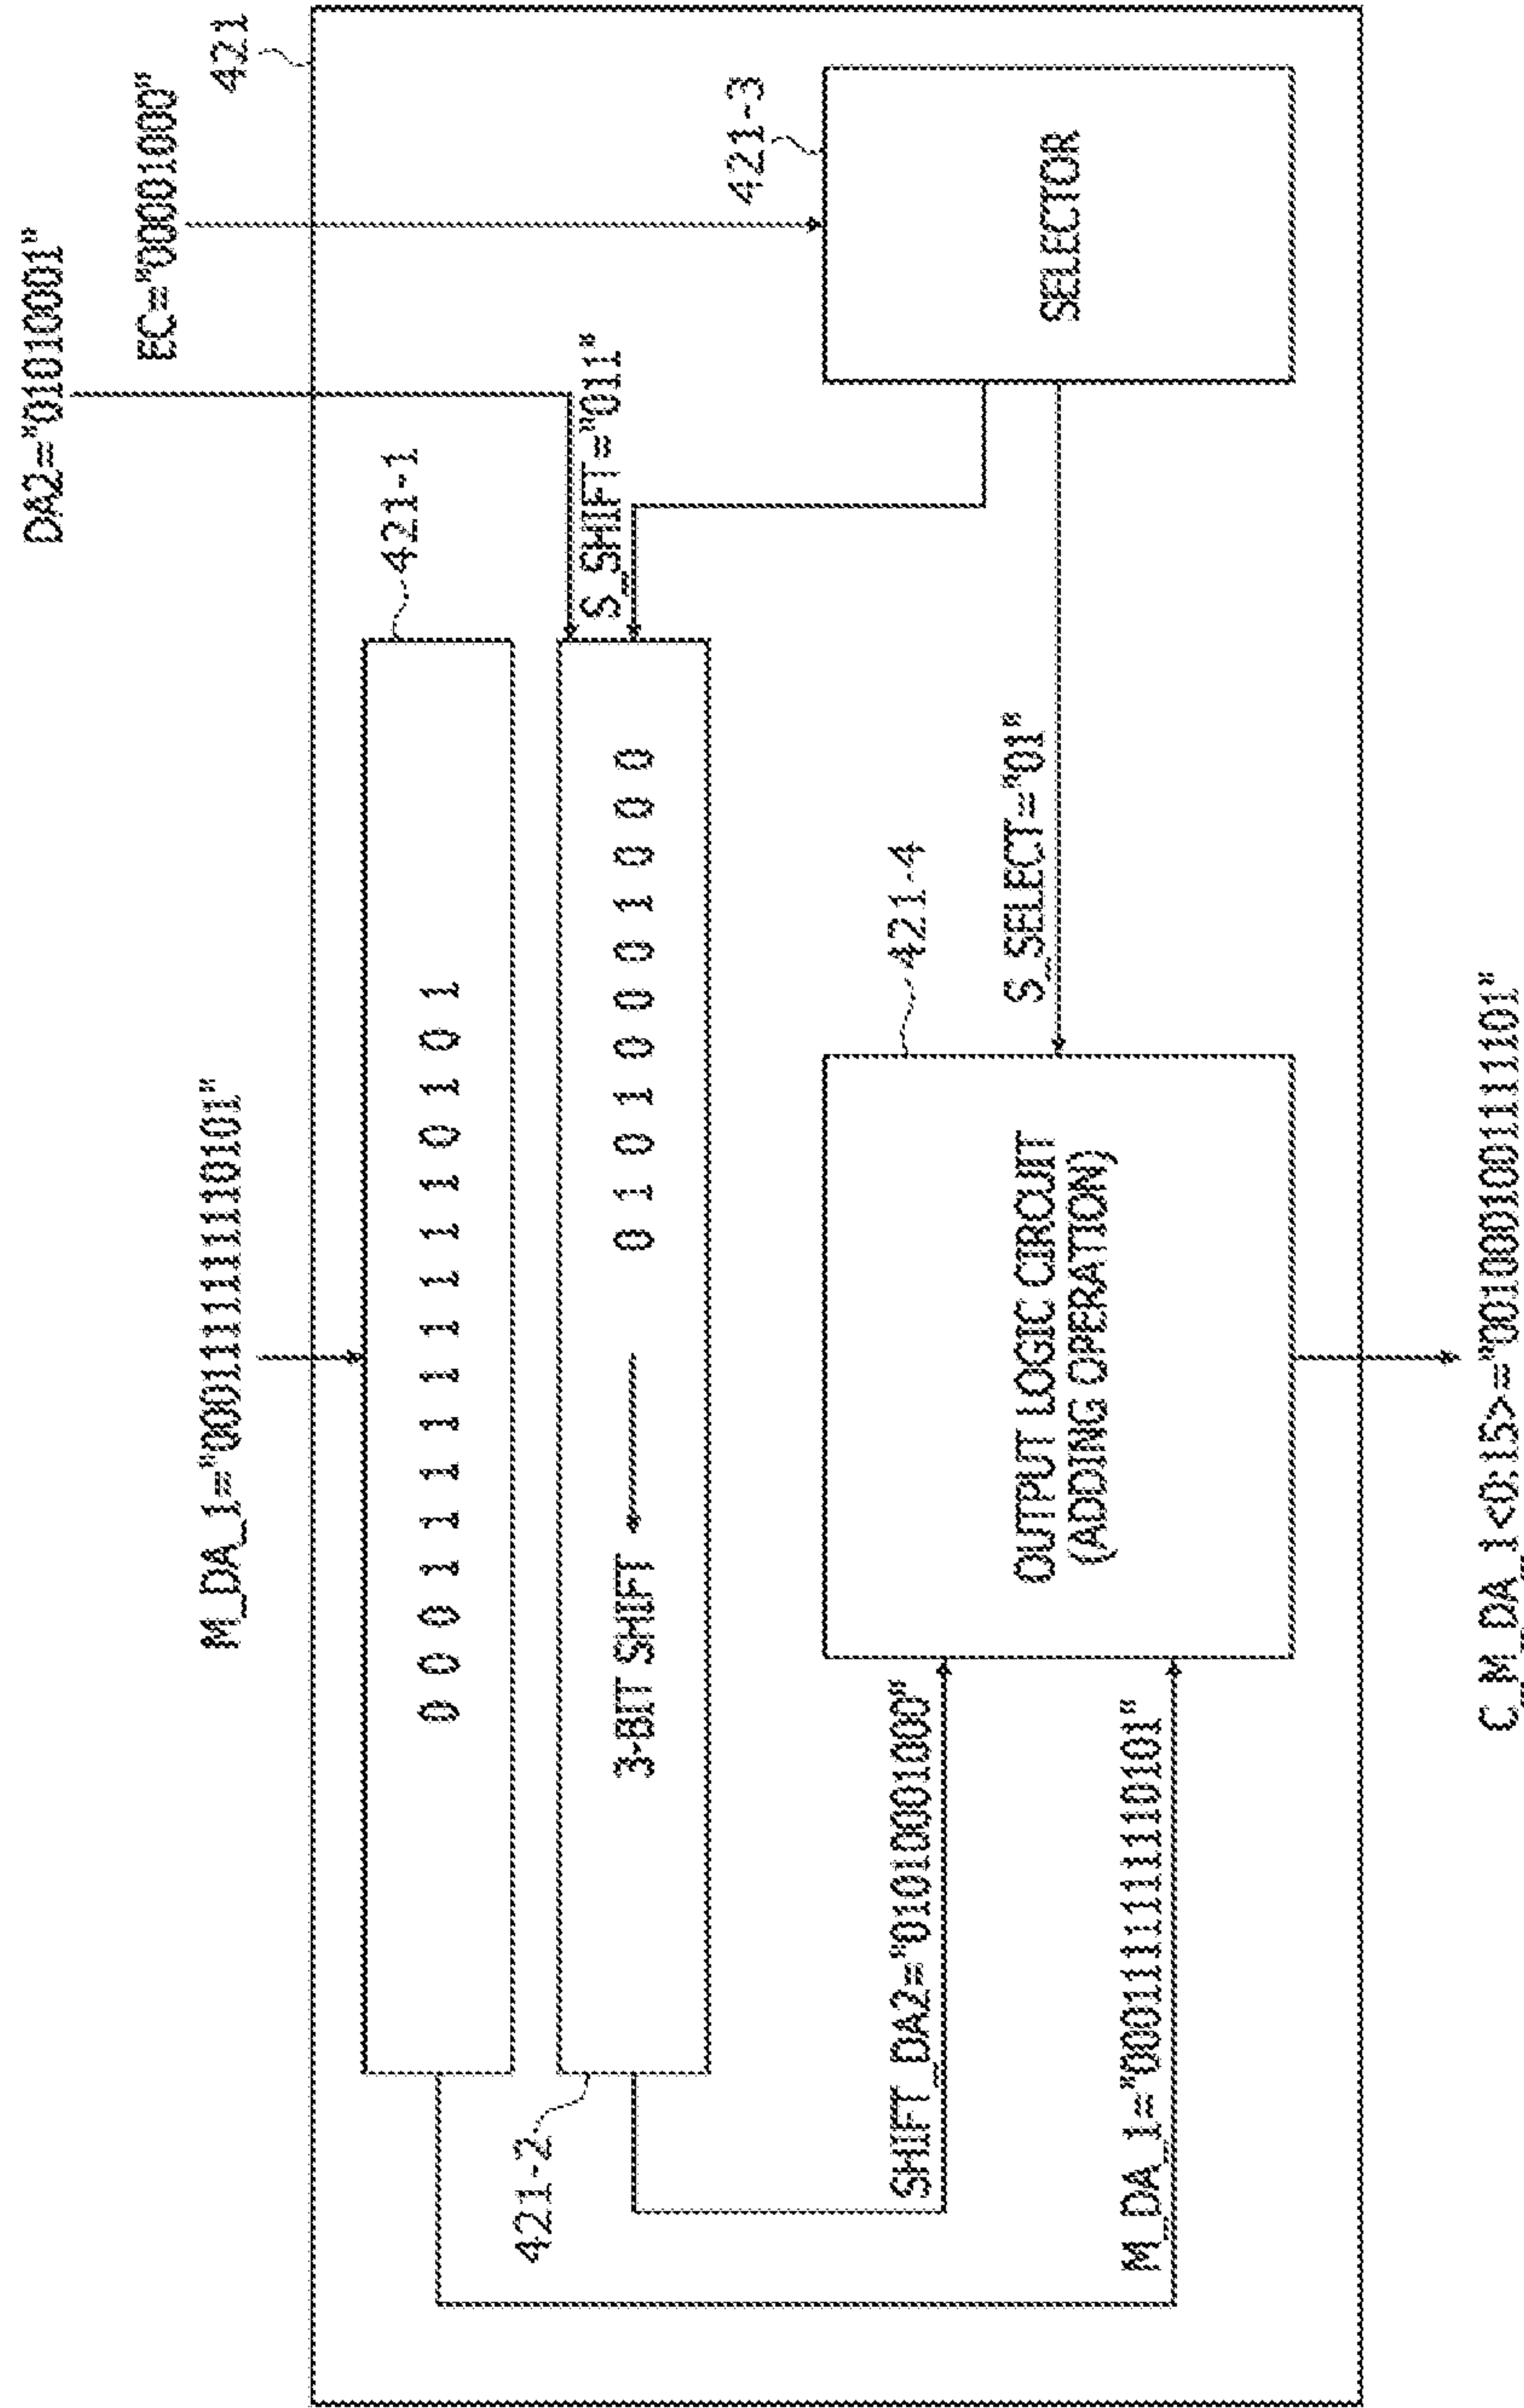 DA2="01010001"
EC="00001000"
M_DA_1="0001111111110101"
421
421-1
0 0 0 1 1 1 1 1 1 1 1 1 0 1 0 1
S_SHIFT="011"
421-2
3-BIT SHIFT
0 1 0 1 0 0 0 1 0 0 0
421-3
SELECTOR
421-4
S_SELECT="01"
SHIFT_DA2="01010001000"
OUTPUT LOGIC CIRCUIT
(ADDING OPERATION)
M_DA_1="0001111111110101"
C_M_DA_1<0:15>="0010001001111101"